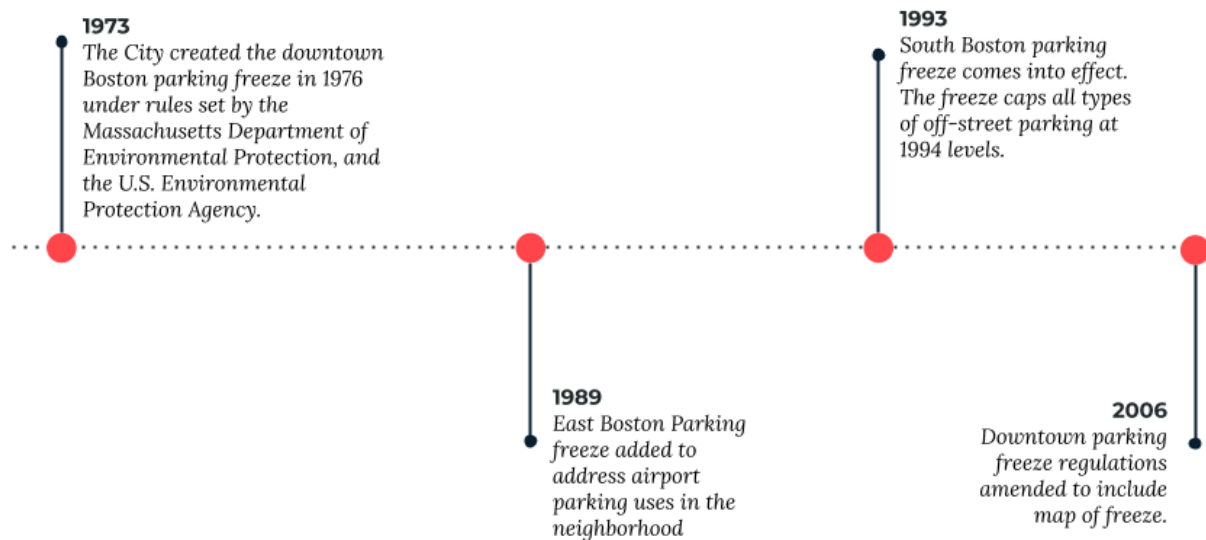 1973
The City created the downtown
Boston parking freeze in 1976
under rules set by the
Massachusetts Department of
Environmental Protection, and
the U.S. Environmental
Protection Agency.
1989
East Boston Parking
freeze added to
address airport
parking uses in the
neighborhood
1993
South Boston parking
freeze comes into effect.
The freeze caps all types
of off-street parking at
1994 levels.
2006
Downtown parking
freeze regulations
amended to include
map of freeze.